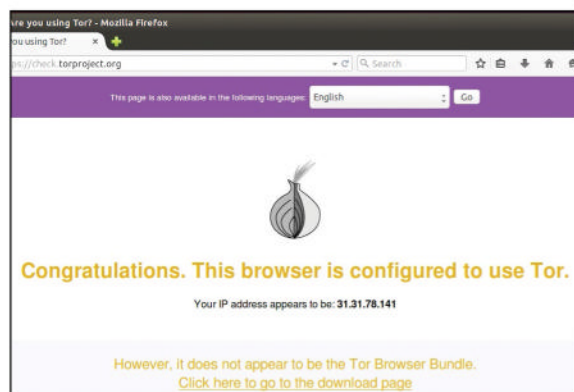 re you using Tor? - Mozilla Firefox
ou using Tor? ×
ps://check.torproject.org Search
This page is also available in the following languages: English Go
Congratulations. This browser is configured to use Tor.
Your IP address appears to be: 31.31.78.141
However, it does not appear to be the Tor Browser Bundle.
Click here to go to the download page